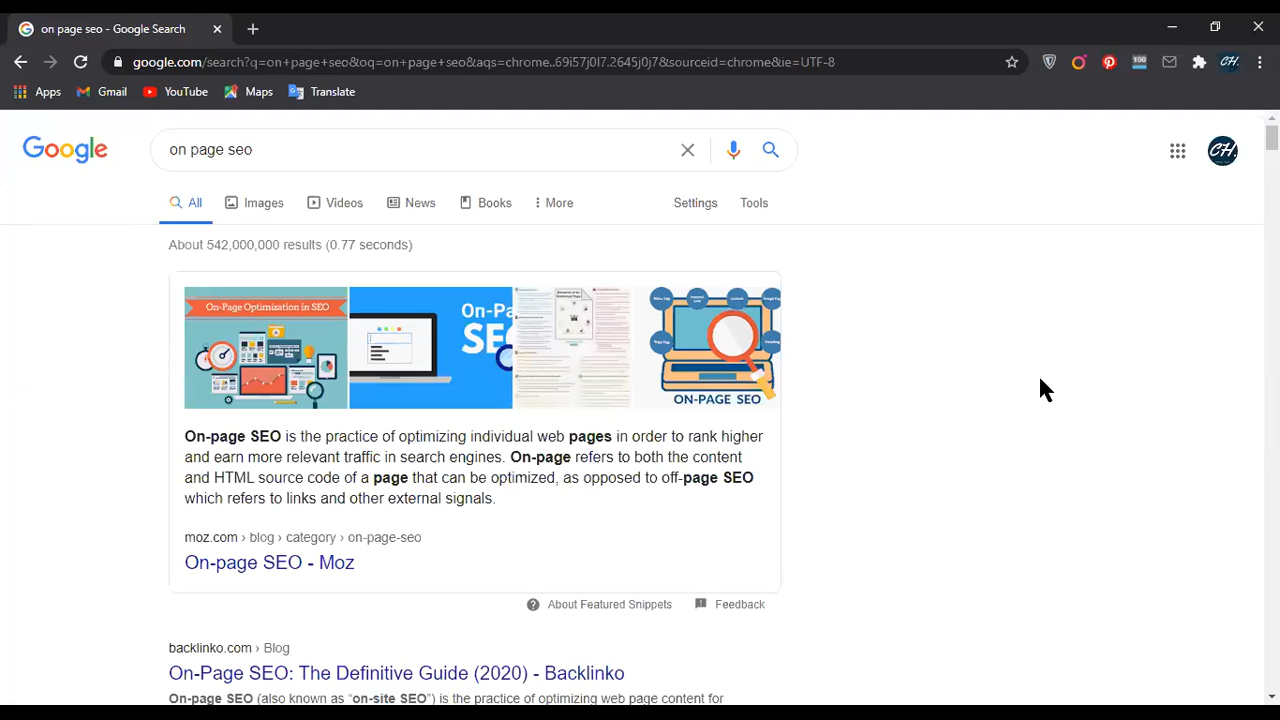 on page seo - Google Search
google.com/search?q=on+page+seo&oq=on+page+seo&aqs=chrome..69i57j0l7.2645j0j7&sourceid=chrome&ie=UTF-8
100
CH.
Apps Gmail YouTube Maps Translate
Google
on page seo
CH.
All Images Videos News Books More Settings Tools
About 542,000,000 results (0.77 seconds)
On-Page Optimization in SEO
On-Pa
SEO
ON-PAGE SEO
On-page SEO is the practice of optimizing individual web pages in order to rank higher
and earn more relevant traffic in search engines. On-page refers to both the content
and HTML source code of a page that can be optimized, as opposed to off-page SEO
which refers to links and other external signals.
moz.com › blog › category › on-page-seo
On-page SEO - Moz
About Featured Snippets Feedback
backlinko.com › Blog
On-Page SEO: The Definitive Guide (2020) - Backlinko
On-page SEO (also known as “on-site SEO”) is the practice of optimizing web page content for